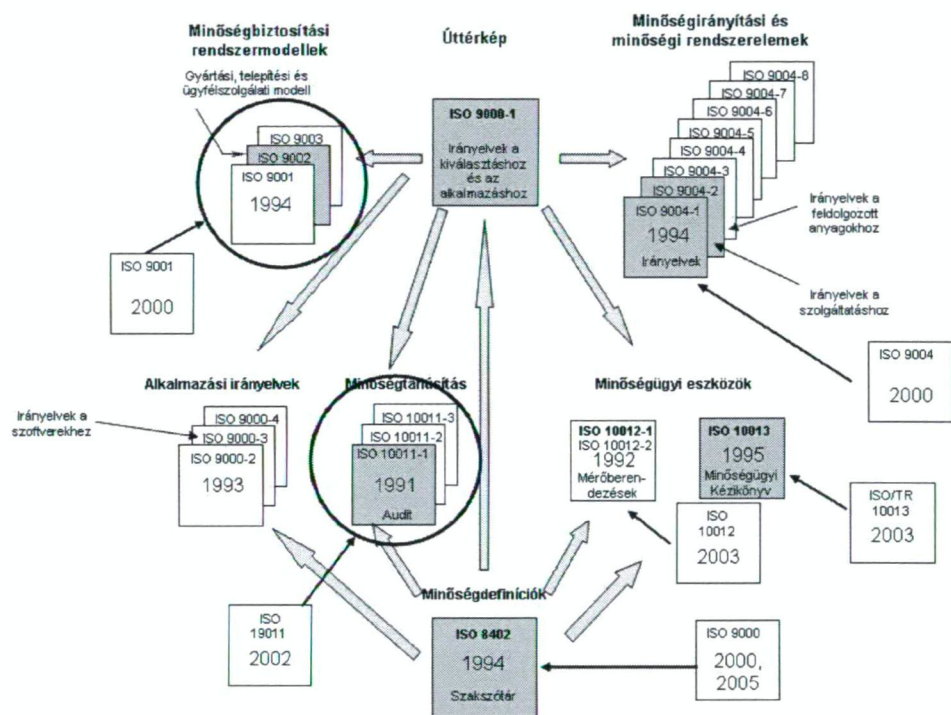 Minőségbiztosítási
rendszermodellek
Gyártási, telepítési és
ügyfélszolgálati modell
ISO 9003
ISO 9002
ISO 9001
1994
ISO 9001
2000
Úttérkép
ISO 9000-1
Irányelvek a
kiválasztáshoz
és az
alkalmazáshoz
Minőségirányítási és
minőségi rendszerelemek
ISO 9004-8
ISO 9004-7
ISO 9004-6
ISO 9004-5
ISO 9004-4
ISO 9004-3
ISO 9004-2
ISO 9004-1
1994
Irányelvek
Irányelvek a
feldolgozott
anyagokhoz
Irányelvek a
szolgáltatáshoz
ISO 9004
2000
Alkalmazási irányelvek
Irányelvek a
szoftverekhez
ISO 9000-4
ISO 9000-3
ISO 9000-2
1993
Minőségtanúsítás
ISO 10011-3
ISO 10011-2
ISO 10011-1
1991
Audit
Minőségügyi eszközök
ISO 10012-1
ISO 10012-2
1992
Mérőberen-
dezések
ISO 10013
1995
Minőségügyi
Kézikönyv
ISO
10012
2003
ISO/TR
10013
2003
ISO
19011
2002
Minőségdefiníciók
ISO 8402
1994
Szakszótár
ISO 9000
2000,
2005